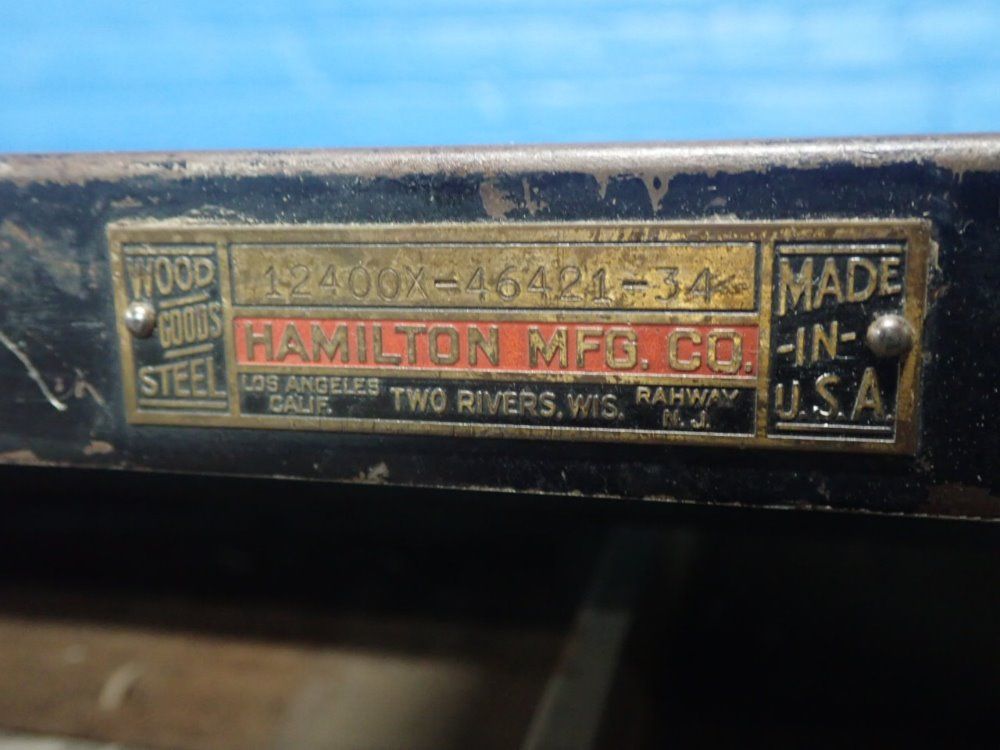 WOOD
GOODS
STEEL
12400X-46421-34
HAMILTON MFG. CO.
LOS ANGELES
CALIF.
TWO RIVERS, WIS.
RAHWAY
N.J.
MADE
-IN-
U.S.A.